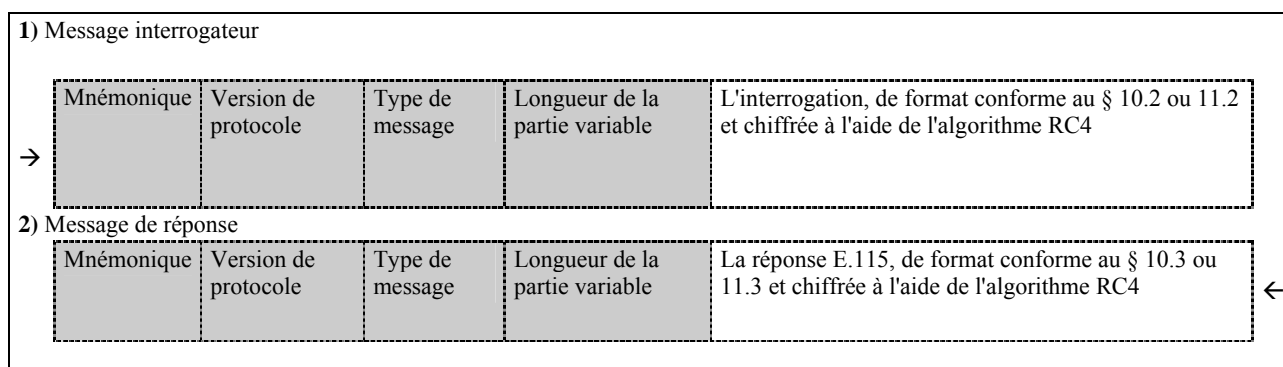 1) Message interrogateur
Mnémonique Version de protocole Type de message Longueur de la partie variable L'interrogation, de format conforme au § 10.2 ou 11.2 et chiffrée à l'aide de l'algorithme RC4
→
2) Message de réponse
Mnémonique Version de protocole Type de message Longueur de la partie variable La réponse E.115, de format conforme au § 10.3 ou 11.3 et chiffrée à l'aide de l'algorithme RC4
←